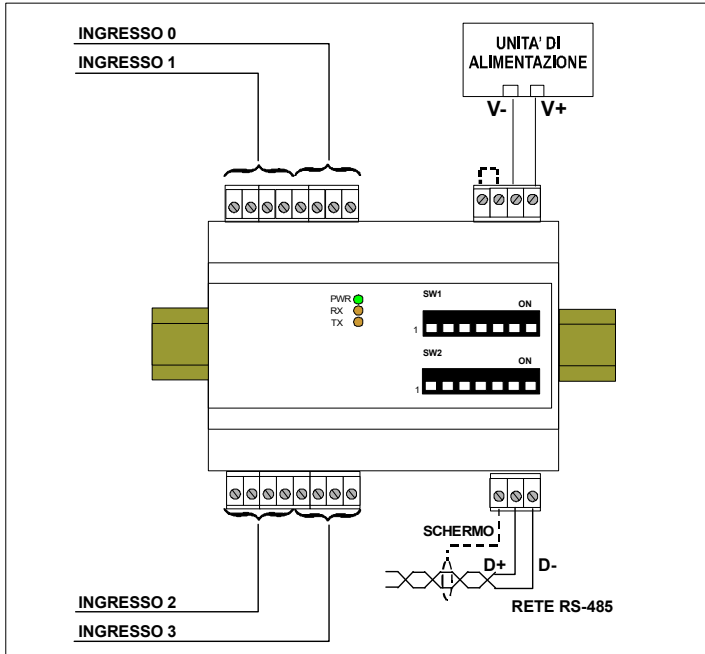 INGRESSO 0
INGRESSO 1
UNITA' DI
ALIMENTAZIONE
V- V+
PWR
RX
TX
SW1
ON
1
SW2
ON
1
SCHERMO
D+ D-
RETE RS-485
INGRESSO 2
INGRESSO 3